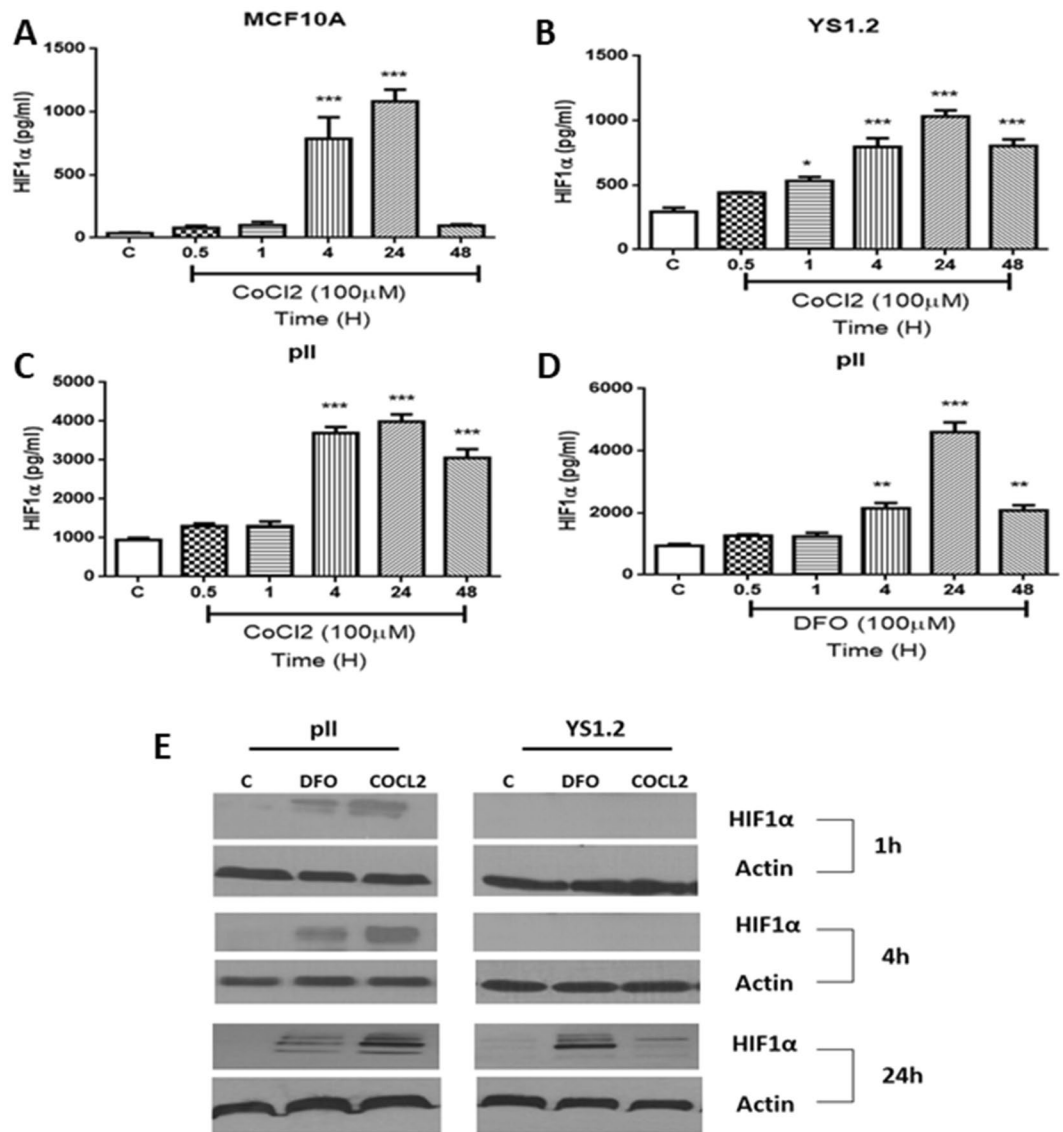 A
MCF10A
HIF1α (pg/ml)
1500
1000
500
0
***
***
C 0.5 1 4 24 48
CoCl2 (100μM)
Time (H)
B
YS1.2
HIF1α (pg/ml)
1500
1000
500
0
*
***
***
***
C 0.5 1 4 24 48
CoCl2 (100μM)
Time (H)
C
pII
HIF1α (pg/ml)
5000
4000
3000
2000
1000
0
***
***
***
C 0.5 1 4 24 48
CoCl2 (100μM)
Time (H)
D
pII
HIF1α (pg/ml)
6000
4000
2000
0
**
***
**
C 0.5 1 4 24 48
DFO (100μM)
Time (H)
E
pII YS1.2
C DFO COCL2 C DFO COCL2
HIF1α
1h
Actin
HIF1α
4h
Actin
HIF1α
24h
Actin